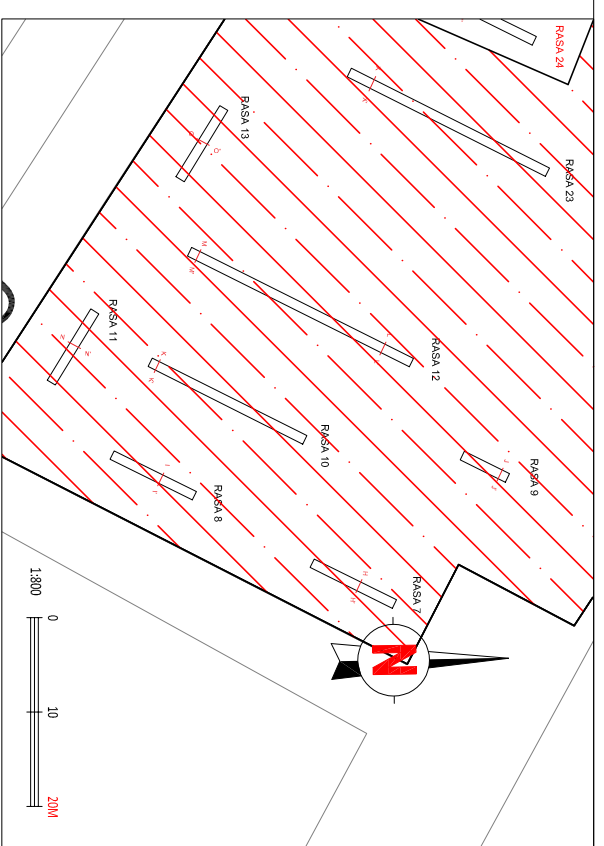 RASA 24
RASA 23
RASA 13
RASA 12
RASA 11
RASA 10
RASA 9
RASA 8
RASA 7
M
M'
K
K'
N
1:800
0
10
20M